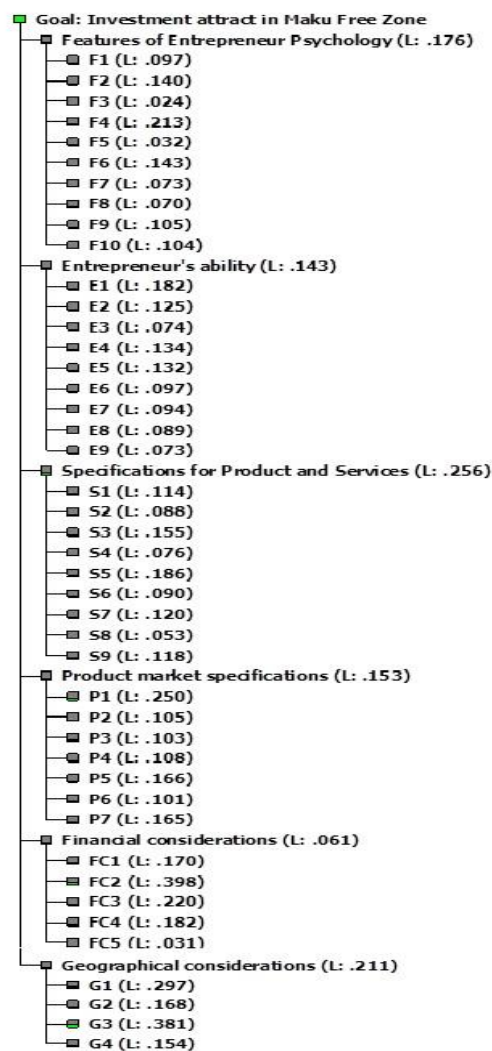 Goal: Investment attract in Maku Free Zone
Features of Entrepreneur Psychology (L: .176)
F1 (L: .097)
F2 (L: .140)
F3 (L: .024)
F4 (L: .213)
F5 (L: .032)
F6 (L: .143)
F7 (L: .073)
F8 (L: .070)
F9 (L: .105)
F10 (L: .104)
Entrepreneur's ability (L: .143)
E1 (L: .182)
E2 (L: .125)
E3 (L: .074)
E4 (L: .134)
E5 (L: .132)
E6 (L: .097)
E7 (L: .094)
E8 (L: .089)
E9 (L: .073)
Specifications for Product and Services (L: .256)
S1 (L: .114)
S2 (L: .088)
S3 (L: .155)
S4 (L: .076)
S5 (L: .186)
S6 (L: .090)
S7 (L: .120)
S8 (L: .053)
S9 (L: .118)
Product market specifications (L: .153)
P1 (L: .250)
P2 (L: .105)
P3 (L: .103)
P4 (L: .108)
P5 (L: .166)
P6 (L: .101)
P7 (L: .165)
Financial considerations (L: .061)
FC1 (L: .170)
FC2 (L: .398)
FC3 (L: .220)
FC4 (L: .182)
FC5 (L: .031)
Geographical considerations (L: .211)
G1 (L: .297)
G2 (L: .168)
G3 (L: .381)
G4 (L: .154)